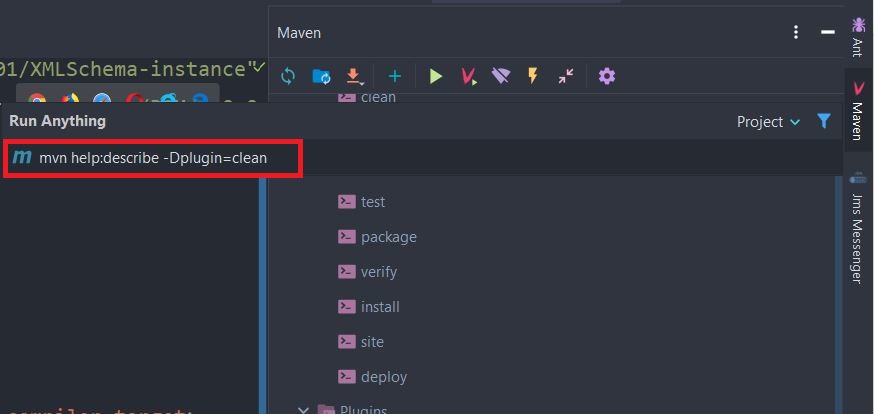 Maven
01/XMLSchema-instance"
clean
Run Anything
Project
m mvn help:describe -Dplugin=clean
test
package
verify
install
site
deploy
Plugins
Ant
Maven
Jms Messenger